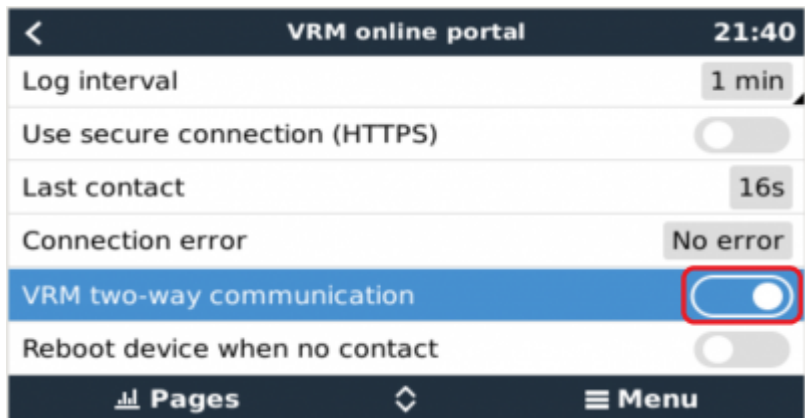 VRM online portal 21:40
Log interval 1 min
Use secure connection (HTTPS)
Last contact 16s
Connection error No error
VRM two-way communication
Reboot device when no contact
Pages Menu